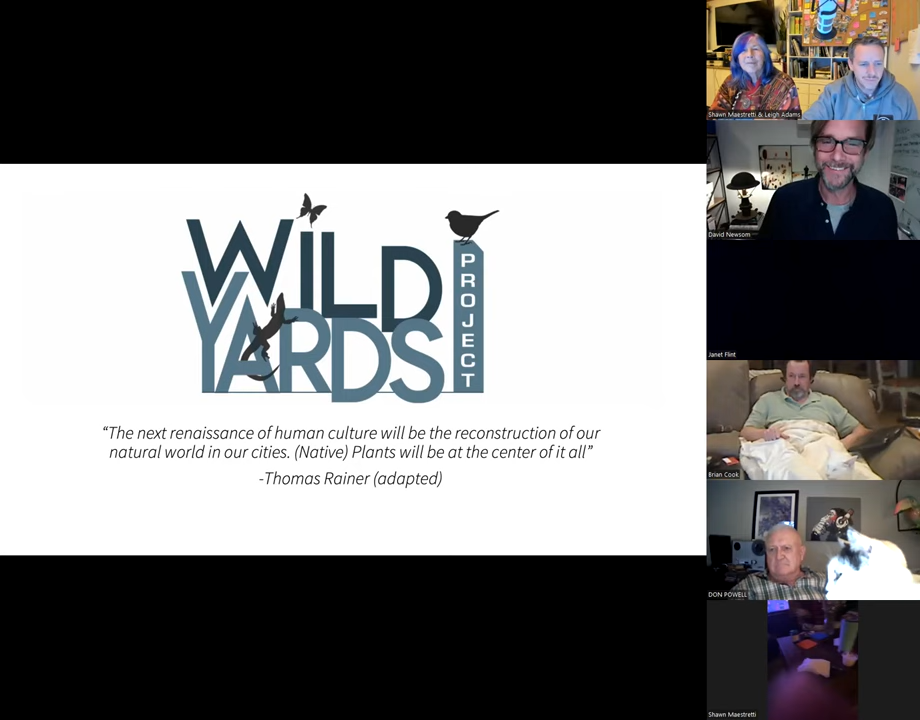 WiLD
YARDS
PROJECT
“The next renaissance of human culture will be the reconstruction of our
natural world in our cities. (Native) Plants will be at the center of it all”
-Thomas Rainer (adapted)
Shawn Maestretti & Leigh Adams
David Newsom
Janet Flint
Brian Cook
DON POWELL
Shawn Maestretti